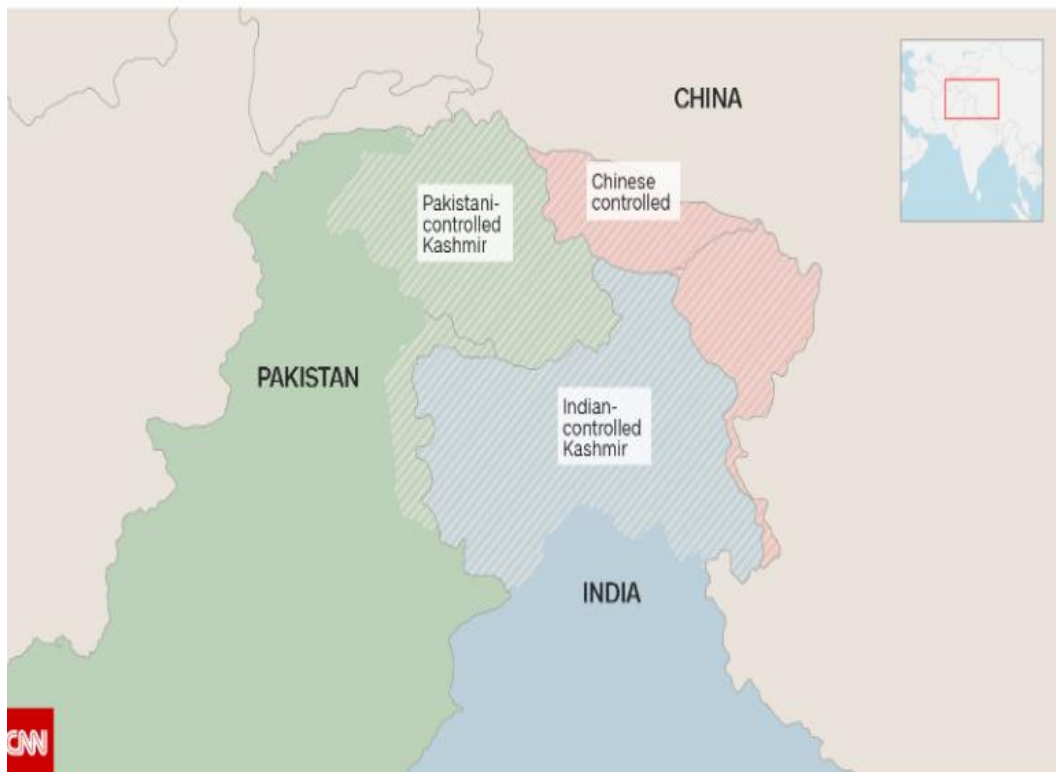 CHINA
Chinese
controlled
Pakistani-
controlled
Kashmir
PAKISTAN
Indian-
controlled
Kashmir
INDIA
CNN